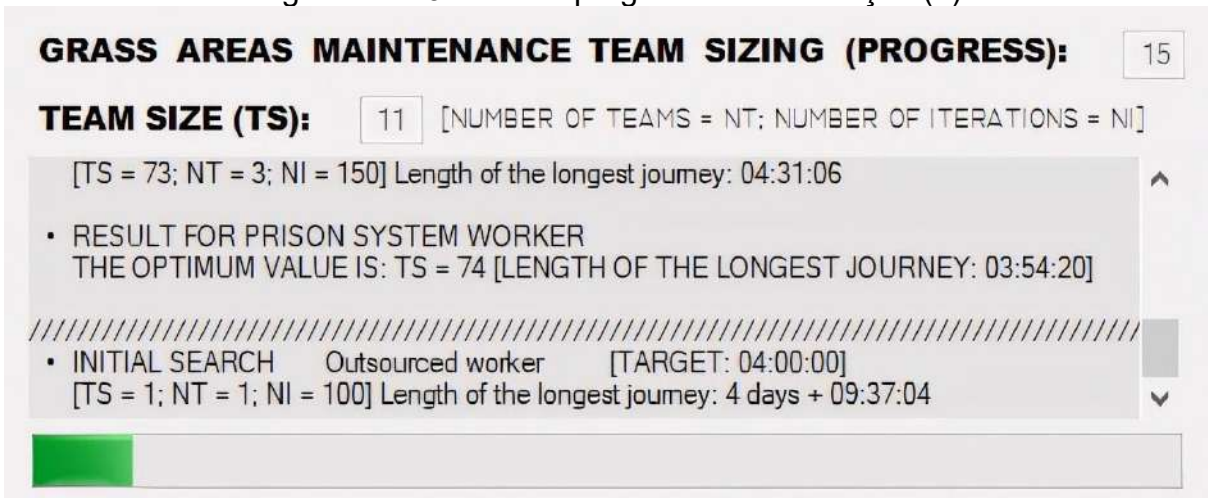 GRASS AREAS MAINTENANCE TEAM SIZING (PROGRESS): 15
TEAM SIZE (TS): 11 [NUMBER OF TEAMS = NT; NUMBER OF ITERATIONS = NI]
[TS = 73; NT = 3; NI = 150] Length of the longest journey: 04:31:06
• RESULT FOR PRISON SYSTEM WORKER
THE OPTIMUM VALUE IS: TS = 74 [LENGTH OF THE LONGEST JOURNEY: 03:54:20]
////////////////////////////////////////////////////////////////////////////////////////
• INITIAL SEARCH Outsourced worker [TARGET: 04:00:00]
[TS = 1; NT = 1; NI = 100] Length of the longest journey: 4 days + 09:37:04